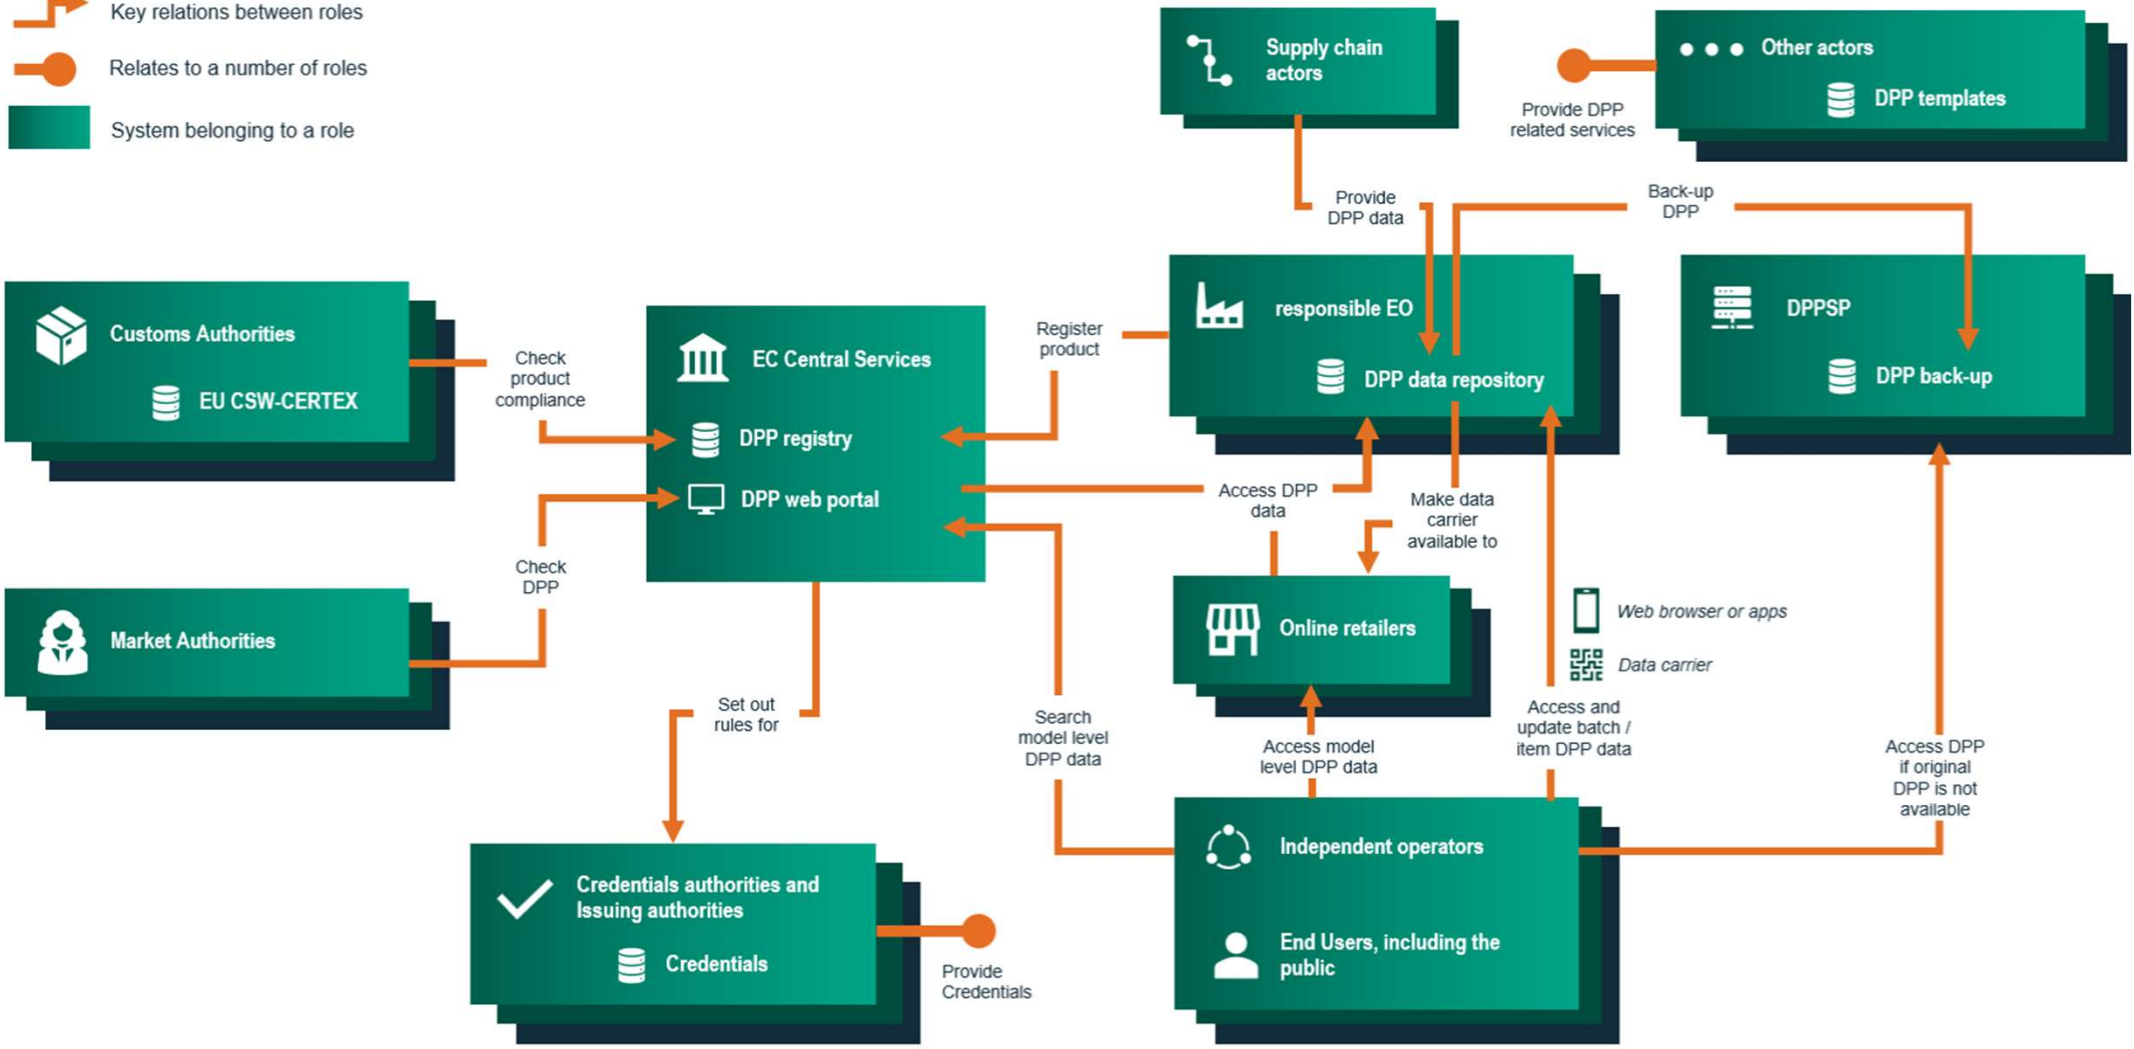 Key relations between roles
Relates to a number of roles
System belonging to a role
Supply chain
actors
Other actors
DPP templates
Provide DPP
related services
Provide
DPP data
Back-up
DPP
Customs Authorities
EU CSW-CERTEX
Check
product
compliance
EC Central Services
DPP registry
DPP web portal
Register
product
responsible EO
DPP data repository
DPPSP
DPP back-up
Access DPP
data
Make data
carrier
available to
Check
DPP
Market Authorities
Online retailers
Web browser or apps
Data carrier
Set out
rules for
Search
model level
DPP data
Access model
level DPP data
Access and
update batch /
item DPP data
Access DPP
if original
DPP is not
available
Credentials authorities and
Issuing authorities
Credentials
Provide
Credentials
Independent operators
End Users, including the
public